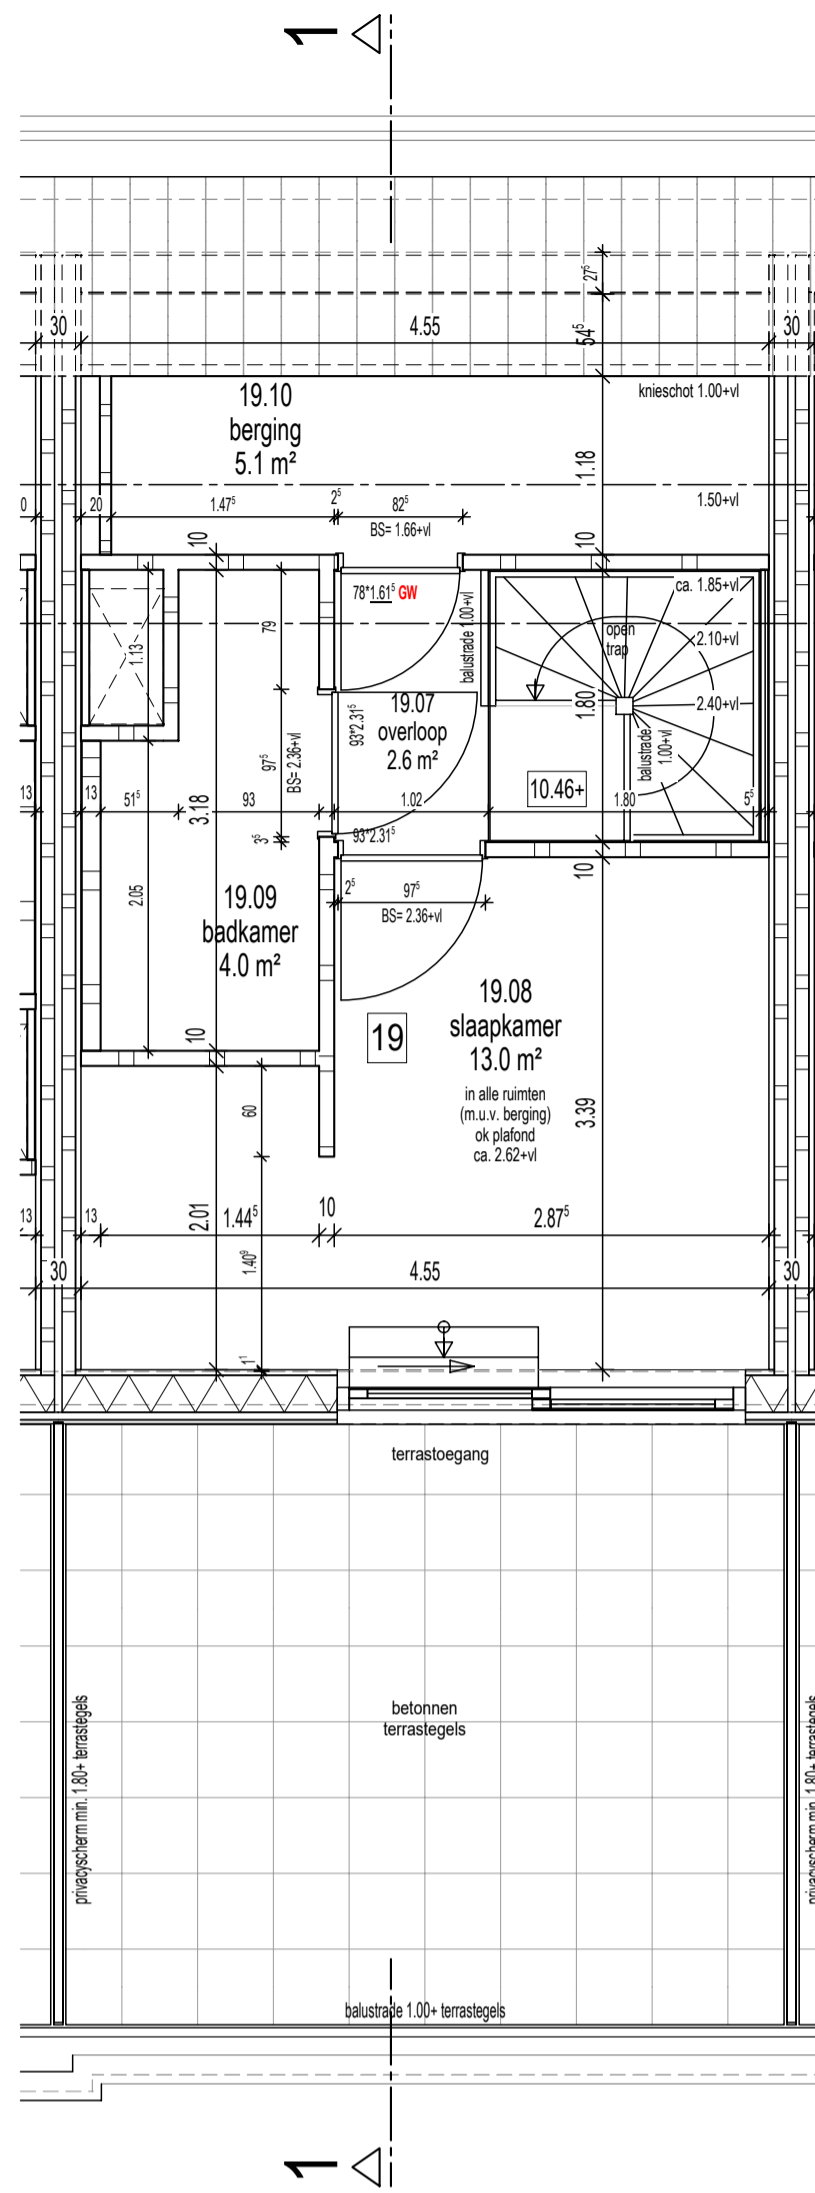 1
27⁵
30
4.55
30
54⁵
19.10
berging
5.1 m²
knieschot 1.00+vl
1.18
1.50+vl
0
20
1.47⁵
2⁵
82⁵
BS= 1.66+vl
10
10
78*1.61⁵ GW
ca. 1.85+vl
balustrade 1.00+vl
open
trap
2.10+vl
79
1.13
19.07
overloop
2.6 m²
93*2.31⁵
1.80
2.40+vl
balustrade
1.00+vl
97⁵
BS= 2.36+vl
10.46+
13
13
51⁵
3.18
93
1.02
1.80
5⁵
3⁵
93*2.31⁵
10
2.05
19.09
badkamer
4.0 m²
2⁵
97⁵
BS= 2.36+vl
19.08
slaapkamer
13.0 m²
19
10
in alle ruimten
(m.u.v. berging)
ok plafond
ca. 2.62+vl
60
3.39
13
13
2.01
1.44⁵
10
2.87⁵
1.40⁹
30
4.55
30
1¹
terrastoegang
betonnen
terrastegels
privacyscherm min. 1.80+ terrastegels
privacyscherm min. 1.80+ terrastegels
balustrade 1.00+ terrastegels
1